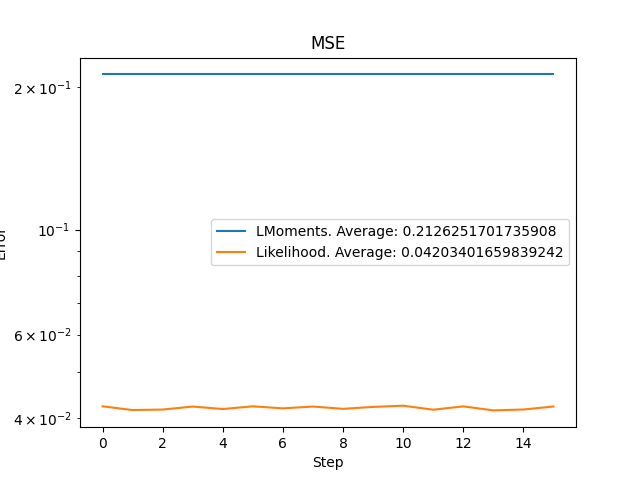 MSE
2 × 10⁻¹
10⁻¹
6 × 10⁻²
4 × 10⁻²
Error
LMoments. Average: 0.2126251701735908
Likelihood. Average: 0.04203401659839242
0 2 4 6 8 10 12 14
Step